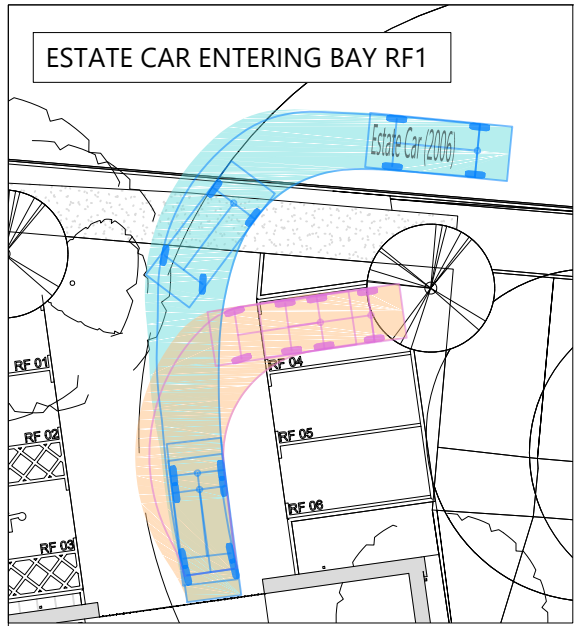 ESTATE CAR ENTERING BAY RF1
Estate Car (2006)
RF 01
RF 04
RF 02
RF 05
RF 06
RF 03